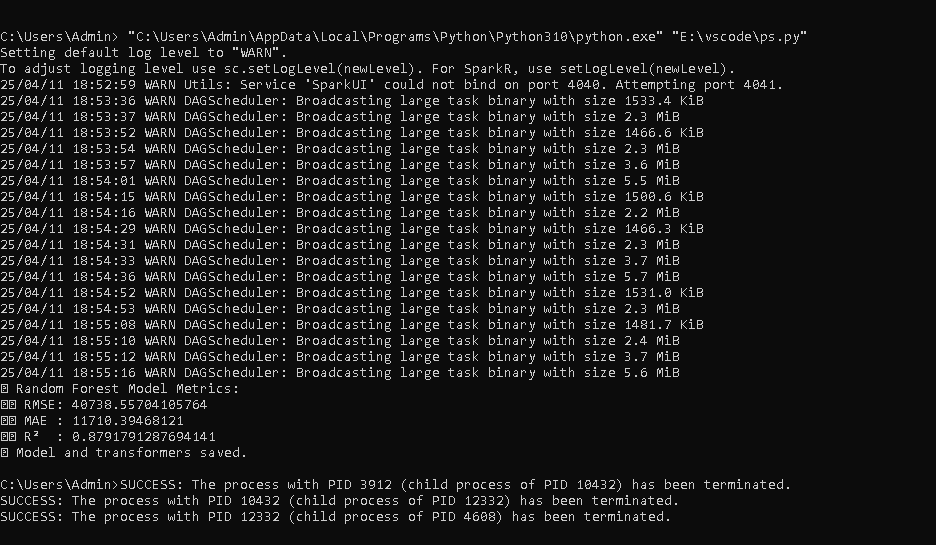 C:\Users\Admin> "C:\Users\Admin\AppData\Local\Programs\Python\Python310\python.exe" "E:\vscode\ps.py"
Setting default log level to "WARN".
To adjust logging level use sc.setLogLevel(newLevel). For SparkR, use setLogLevel(newLevel).
25/04/11 18:52:59 WARN Utils: Service 'SparkUI' could not bind on port 4040. Attempting port 4041.
25/04/11 18:53:36 WARN DAGScheduler: Broadcasting large task binary with size 1533.4 KiB
25/04/11 18:53:37 WARN DAGScheduler: Broadcasting large task binary with size 2.3 MiB
25/04/11 18:53:52 WARN DAGScheduler: Broadcasting large task binary with size 1466.6 KiB
25/04/11 18:53:54 WARN DAGScheduler: Broadcasting large task binary with size 2.3 MiB
25/04/11 18:53:57 WARN DAGScheduler: Broadcasting large task binary with size 3.6 MiB
25/04/11 18:54:01 WARN DAGScheduler: Broadcasting large task binary with size 5.5 MiB
25/04/11 18:54:15 WARN DAGScheduler: Broadcasting large task binary with size 1500.6 KiB
25/04/11 18:54:16 WARN DAGScheduler: Broadcasting large task binary with size 2.2 MiB
25/04/11 18:54:29 WARN DAGScheduler: Broadcasting large task binary with size 1466.3 KiB
25/04/11 18:54:31 WARN DAGScheduler: Broadcasting large task binary with size 2.3 MiB
25/04/11 18:54:33 WARN DAGScheduler: Broadcasting large task binary with size 3.7 MiB
25/04/11 18:54:36 WARN DAGScheduler: Broadcasting large task binary with size 5.7 MiB
25/04/11 18:54:52 WARN DAGScheduler: Broadcasting large task binary with size 1531.0 KiB
25/04/11 18:54:53 WARN DAGScheduler: Broadcasting large task binary with size 2.3 MiB
25/04/11 18:55:08 WARN DAGScheduler: Broadcasting large task binary with size 1481.7 KiB
25/04/11 18:55:10 WARN DAGScheduler: Broadcasting large task binary with size 2.4 MiB
25/04/11 18:55:12 WARN DAGScheduler: Broadcasting large task binary with size 3.7 MiB
25/04/11 18:55:16 WARN DAGScheduler: Broadcasting large task binary with size 5.6 MiB
Random Forest Model Metrics:
RMSE: 40738.55704105764
MAE : 11710.39468121
R² : 0.8791791287694141
Model and transformers saved.
C:\Users\Admin>SUCCESS: The process with PID 3912 (child process of PID 10432) has been terminated.
SUCCESS: The process with PID 10432 (child process of PID 12332) has been terminated.
SUCCESS: The process with PID 12332 (child process of PID 4608) has been terminated.